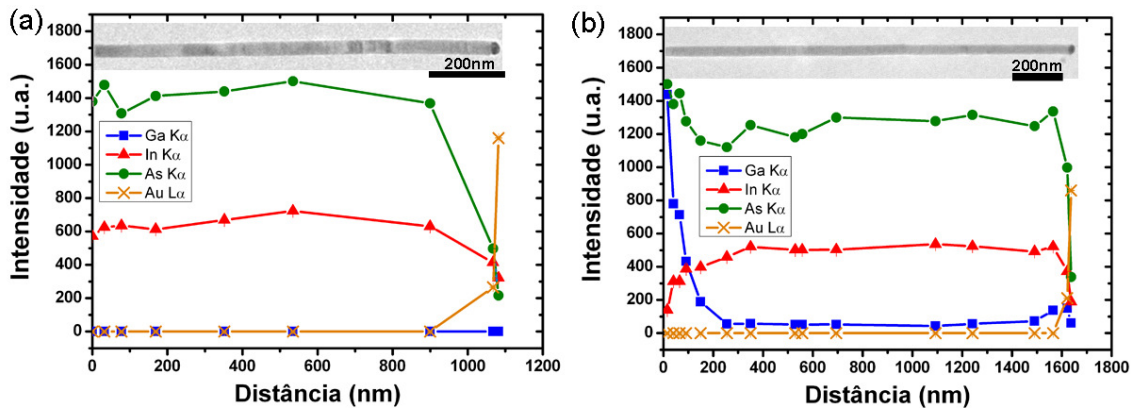 (a)
200nm
Intensidade (u.a.)
1700
1600
1400
1200
1000
800
600
400
200
0
Ga Kα
In Kα
As Kα
Au Lα
0 200 400 600 800 1000 1200
Distância (nm)
(b)
200nm
Intensidade (u.a.)
1800
1600
1400
1200
1000
800
600
400
200
0
Ga Kα
In Kα
As Kα
Au Lα
0 200 400 600 800 1000 1200 1400 1600 1800
Distância (nm)